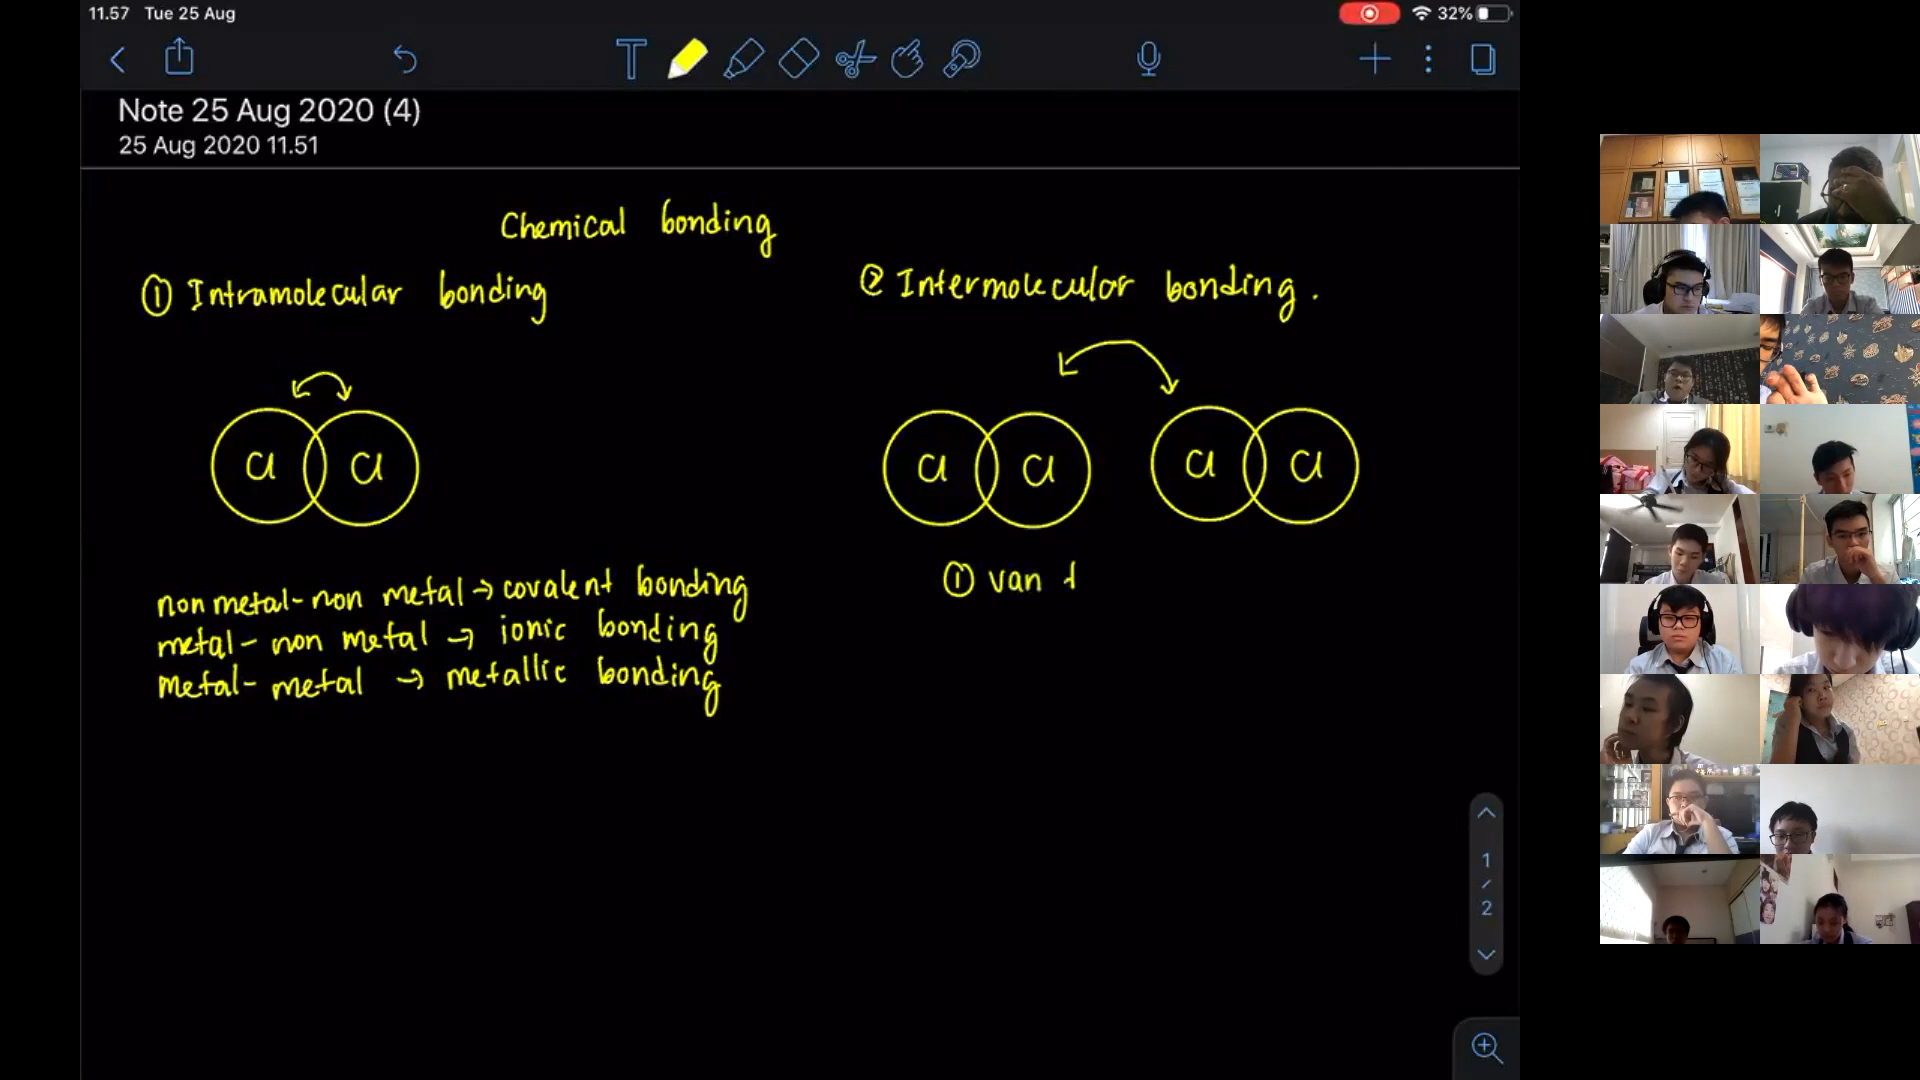 11.57 Tue 25 Aug
32%
T
Note 25 Aug 2020 (4)
25 Aug 2020 11.51
Chemical bonding
① Intramolecular bonding
② Intermolecular bonding.
Cl Cl
Cl Cl Cl Cl
non metal - non metal → covalent bonding
metal - non metal → ionic bonding
metal - metal → metallic bonding
① van
1
/
2